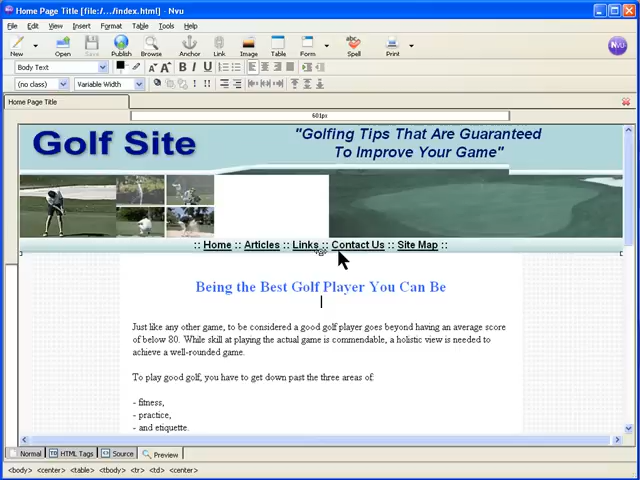 Home Page Title [file:/.../index.html] - Nvu
File Edit View Insert Format Table Tools Help
New Open Save Publish Browse Anchor Link Image Table Form Spell Print Nvu
Body Text A A B I U
(no class) Variable Width ! !!
Home Page Title
601px
Golf Site
"Golfing Tips That Are Guaranteed
To Improve Your Game"
:: Home :: Articles :: Links :: Contact Us :: Site Map ::
Being the Best Golf Player You Can Be
Just like any other game, to be considered a good golf player goes beyond having an average score
of below 80. While skill at playing the actual game is commendable, a holistic view is needed to
achieve a well-rounded game.
To play good golf, you have to get down past the three areas of:
- fitness,
- practice,
- and etiquette.
Normal HTML Tags Source Preview
<body> <center> <table> <tbody> <tr> <td> <center>